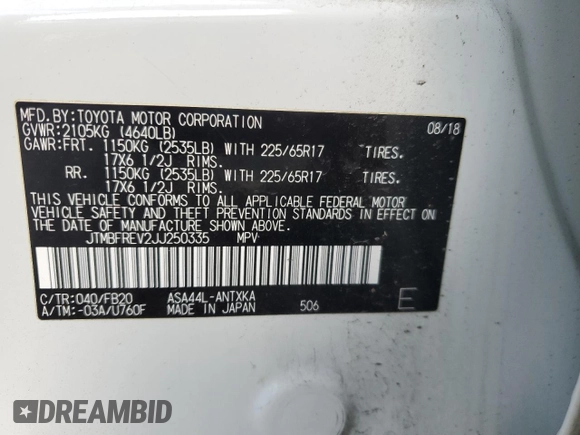 MFD.BY:TOYOTA MOTOR CORPORATION 08/18
GVWR:2105KG (4640LB)
GAWR:FRT. 1150KG (2535LB) WITH 225/65R17 TIRES.
17X6 1/2J RIMS.
RR. 1150KG (2535LB) WITH 225/65R17 TIRES.
17X6 1/2J RIMS.
THIS VEHICLE CONFORMS TO ALL APPLICABLE FEDERAL MOTOR
VEHICLE SAFETY AND THEFT PREVENTION STANDARDS IN EFFECT ON
THE DATE OF MANUFACTURE SHOWN ABOVE.
JTMBFREV2JJ250335 MPV
C/TR:040/FB20 ASA44L-ANTXKA
A/TM:-03A/U760F MADE IN JAPAN 506 E
DREAMBID